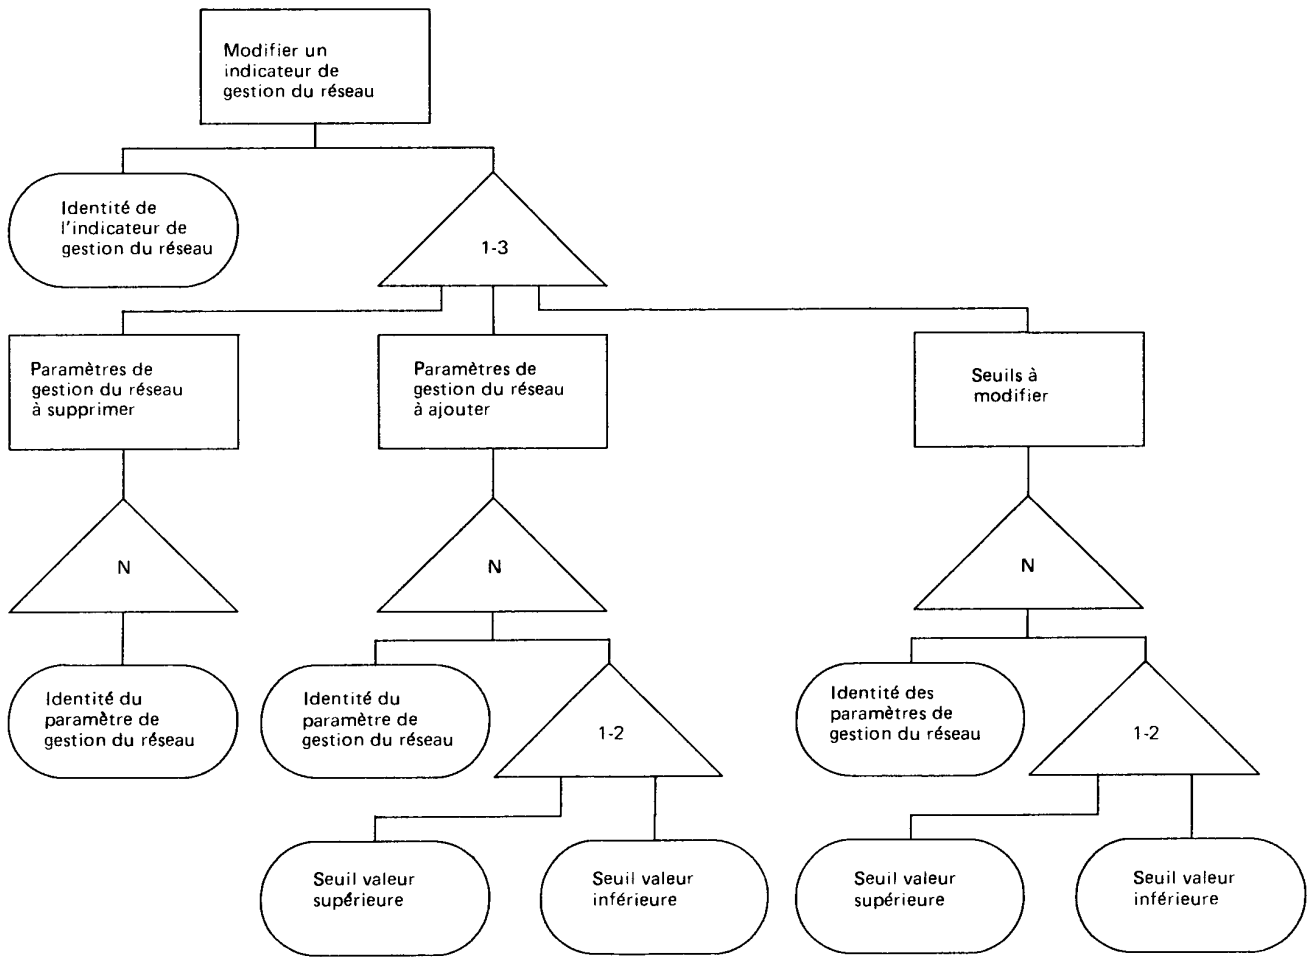 Modifier un
indicateur de
gestion du réseau
Identité de
l'indicateur de
gestion du réseau
1-3
Paramètres de
gestion du réseau
à supprimer
Paramètres de
gestion du réseau
à ajouter
Seuils à
modifier
N
N
N
Identité du
paramètre de
gestion du réseau
Identité du
paramètre de
gestion du réseau
1-2
Identité des
paramètres de
gestion du réseau
1-2
Seuil valeur
supérieure
Seuil valeur
inférieure
Seuil valeur
supérieure
Seuil valeur
inférieure